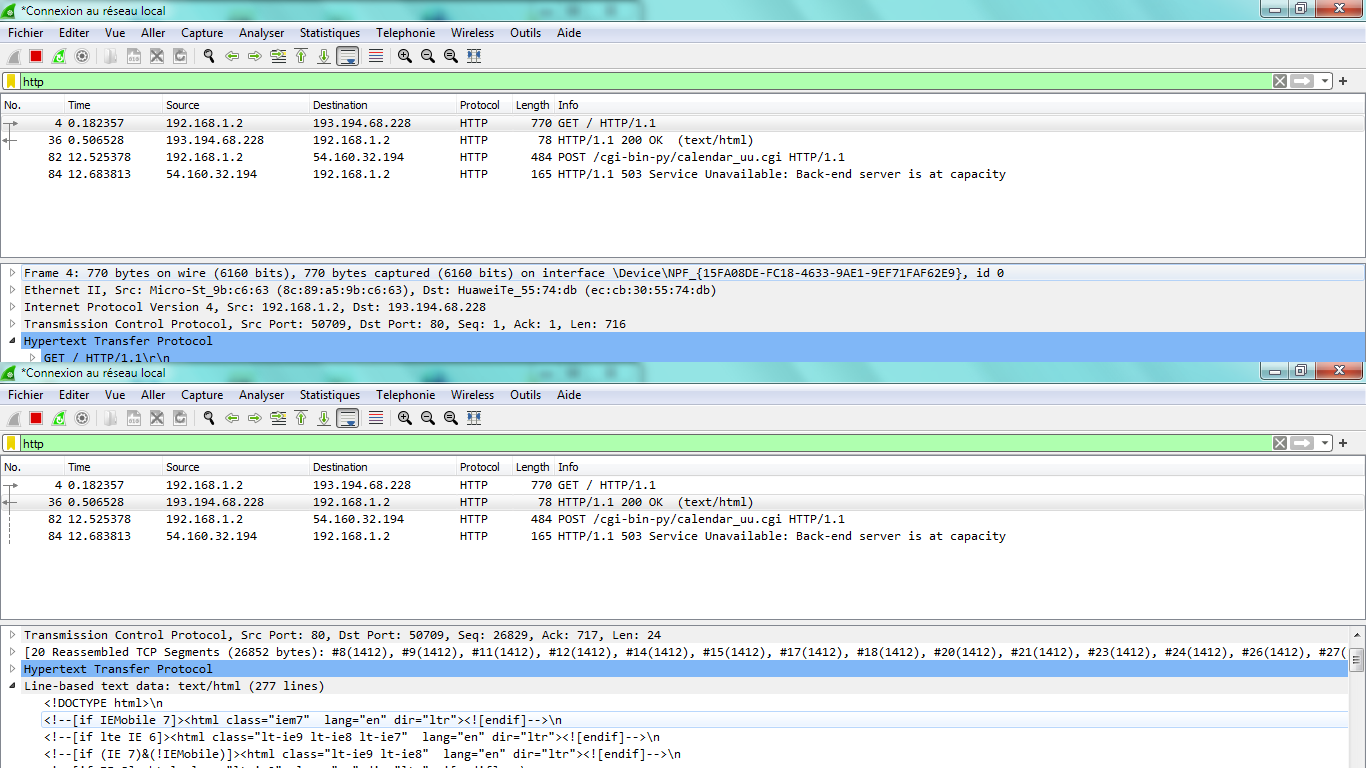 *Connexion au réseau local
Fichier Editer Vue Aller Capture Analyser Statistiques Telephonie Wireless Outils Aide
http
No. Time Source Destination Protocol Length Info
4 0.182357 192.168.1.2 193.194.68.228 HTTP 770 GET / HTTP/1.1
36 0.506528 193.194.68.228 192.168.1.2 HTTP 78 HTTP/1.1 200 OK (text/html)
82 12.525378 192.168.1.2 54.160.32.194 HTTP 484 POST /cgi-bin-py/calendar_uu.cgi HTTP/1.1
84 12.683813 54.160.32.194 192.168.1.2 HTTP 165 HTTP/1.1 503 Service Unavailable: Back-end server is at capacity
Frame 4: 770 bytes on wire (6160 bits), 770 bytes captured (6160 bits) on interface \Device\NPF_{15FA08DE-FC18-4633-9AE1-9EF71FAF62E9}, id 0
Ethernet II, Src: Micro-St_9b:c6:63 (8c:89:a5:9b:c6:63), Dst: HuaweiTe_55:74:db (ec:cb:30:55:74:db)
Internet Protocol Version 4, Src: 192.168.1.2, Dst: 193.194.68.228
Transmission Control Protocol, Src Port: 50709, Dst Port: 80, Seq: 1, Ack: 1, Len: 716
Hypertext Transfer Protocol
GET / HTTP/1.1\r\n
*Connexion au réseau local
Fichier Editer Vue Aller Capture Analyser Statistiques Telephonie Wireless Outils Aide
http
No. Time Source Destination Protocol Length Info
4 0.182357 192.168.1.2 193.194.68.228 HTTP 770 GET / HTTP/1.1
36 0.506528 193.194.68.228 192.168.1.2 HTTP 78 HTTP/1.1 200 OK (text/html)
82 12.525378 192.168.1.2 54.160.32.194 HTTP 484 POST /cgi-bin-py/calendar_uu.cgi HTTP/1.1
84 12.683813 54.160.32.194 192.168.1.2 HTTP 165 HTTP/1.1 503 Service Unavailable: Back-end server is at capacity
Transmission Control Protocol, Src Port: 80, Dst Port: 50709, Seq: 26829, Ack: 717, Len: 24
[20 Reassembled TCP Segments (26852 bytes): #8(1412), #9(1412), #11(1412), #12(1412), #14(1412), #15(1412), #17(1412), #18(1412), #20(1412), #21(1412), #23(1412), #24(1412), #26(1412), #27(
Hypertext Transfer Protocol
Line-based text data: text/html (277 lines)
<!DOCTYPE html>\n
<!--[if IEMobile 7]><html class="iem7"  lang="en" dir="ltr"><![endif]-->\n
<!--[if lte IE 6]><html class="lt-ie9 lt-ie8 lt-ie7"  lang="en" dir="ltr"><![endif]-->\n
<!--[if (IE 7)&(!IEMobile)]><html class="lt-ie9 lt-ie8"  lang="en" dir="ltr"><![endif]-->\n